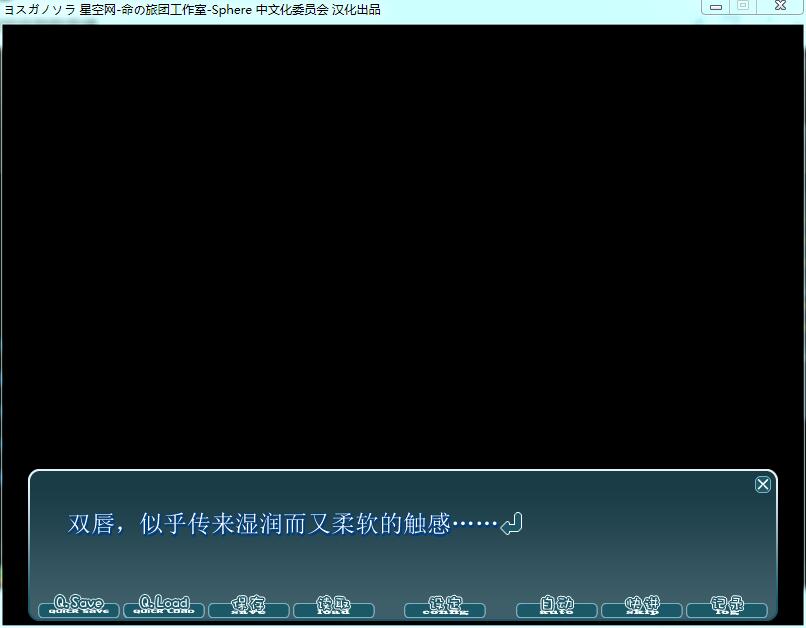 ヨスガノソラ 星空网-命の旅团工作室-Sphere 中文化委员会 汉化出品
双唇，似乎传来湿润而又柔软的触感……
Q.Save Q.Load 保存 读取 设定 自动 快进 记录
quick save quick load save load config auto skip log